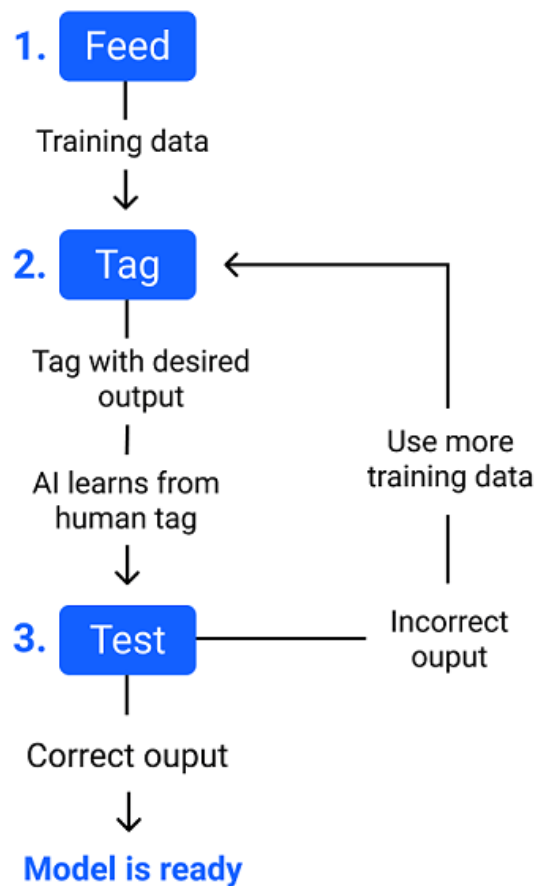 1. Feed
Training data
2. Tag
Tag with desired
output
AI learns from
human tag
Use more
training data
3. Test
Incorrect
ouput
Correct ouput
Model is ready